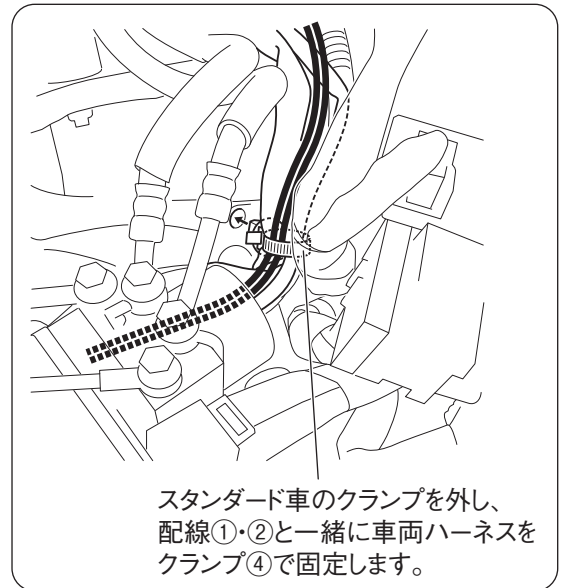 スタンダード車のクランプを外し、
配線①・②と一緒に車両ハーネスを
クランプ④で固定します。